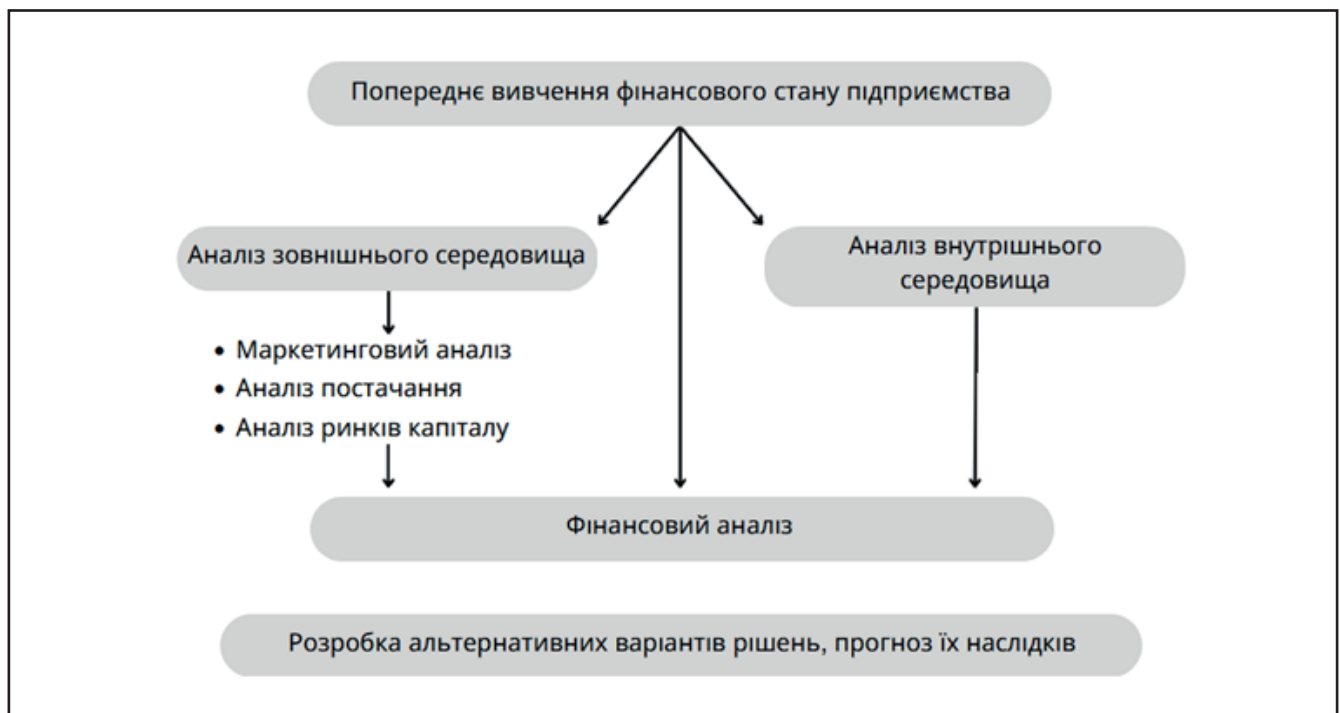 Попереднє вивчення фінансового стану підприємства
Аналіз зовнішнього середовища
Аналіз внутрішнього
середовища
• Маркетинговий аналіз
• Аналіз постачання
• Аналіз ринків капіталу
Фінансовий аналіз
Розробка альтернативних варіантів рішень, прогноз їх наслідків